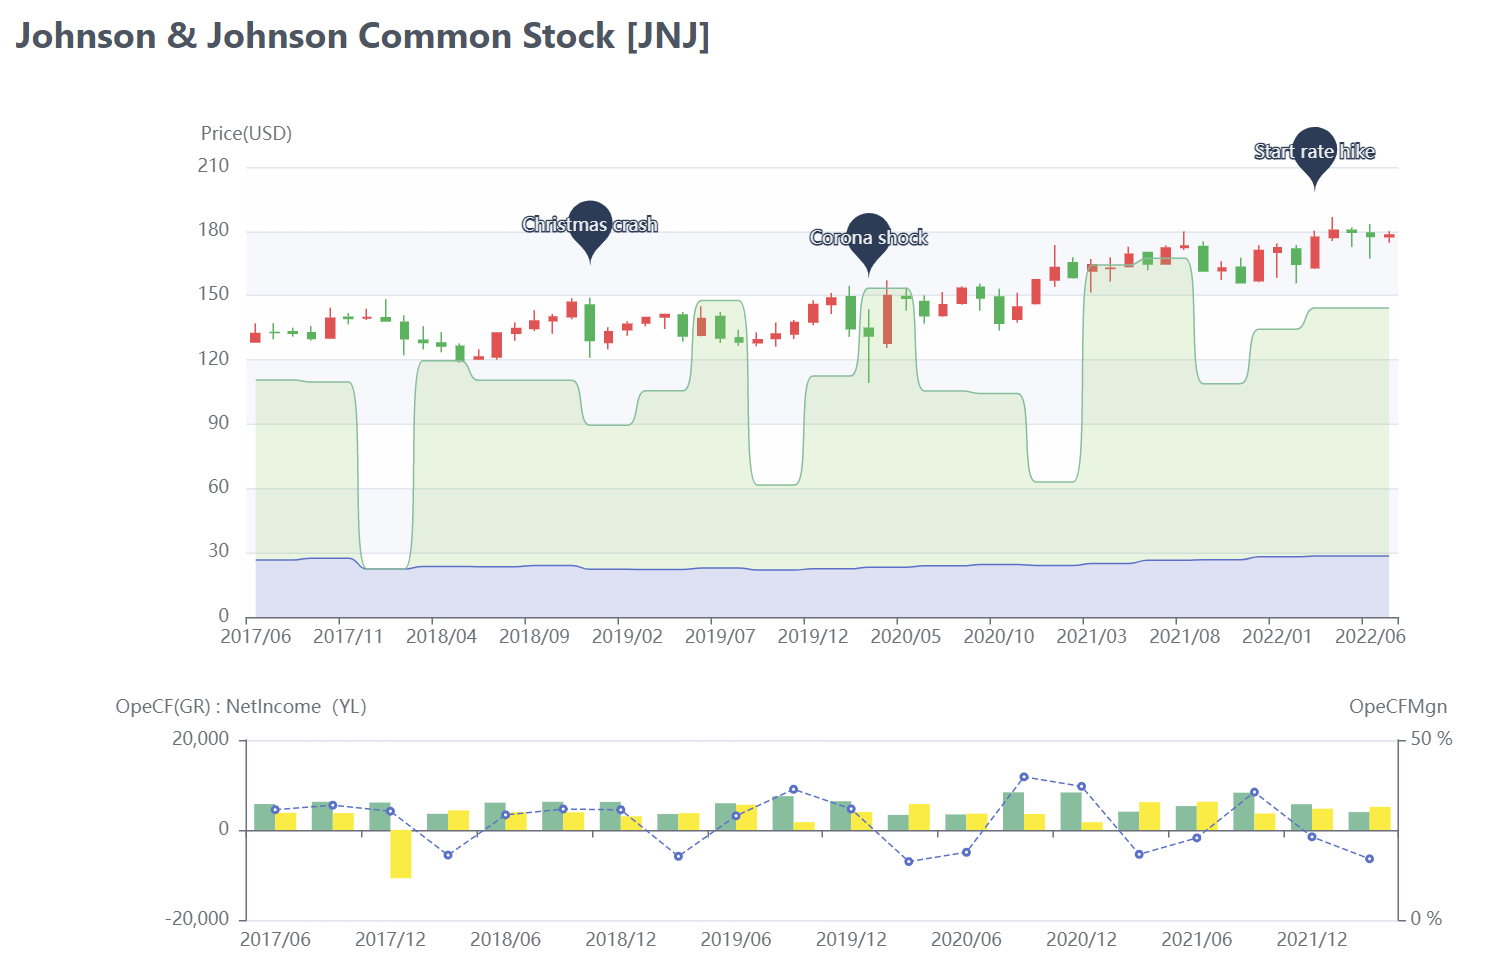 Johnson & Johnson Common Stock [JNJ]
Price(USD)
210
180
150
120
90
60
30
0
Start rate hike
Christmas crash
Corona shock
2017/06 2017/11 2018/04 2018/09 2019/02 2019/07 2019/12 2020/05 2020/10 2021/03 2021/08 2022/01 2022/06
OpeCF(GR) : NetIncome (YL)
OpeCFMgn
20,000
0
-20,000
50 %
0 %
2017/06 2017/12 2018/06 2018/12 2019/06 2019/12 2020/06 2020/12 2021/06 2021/12